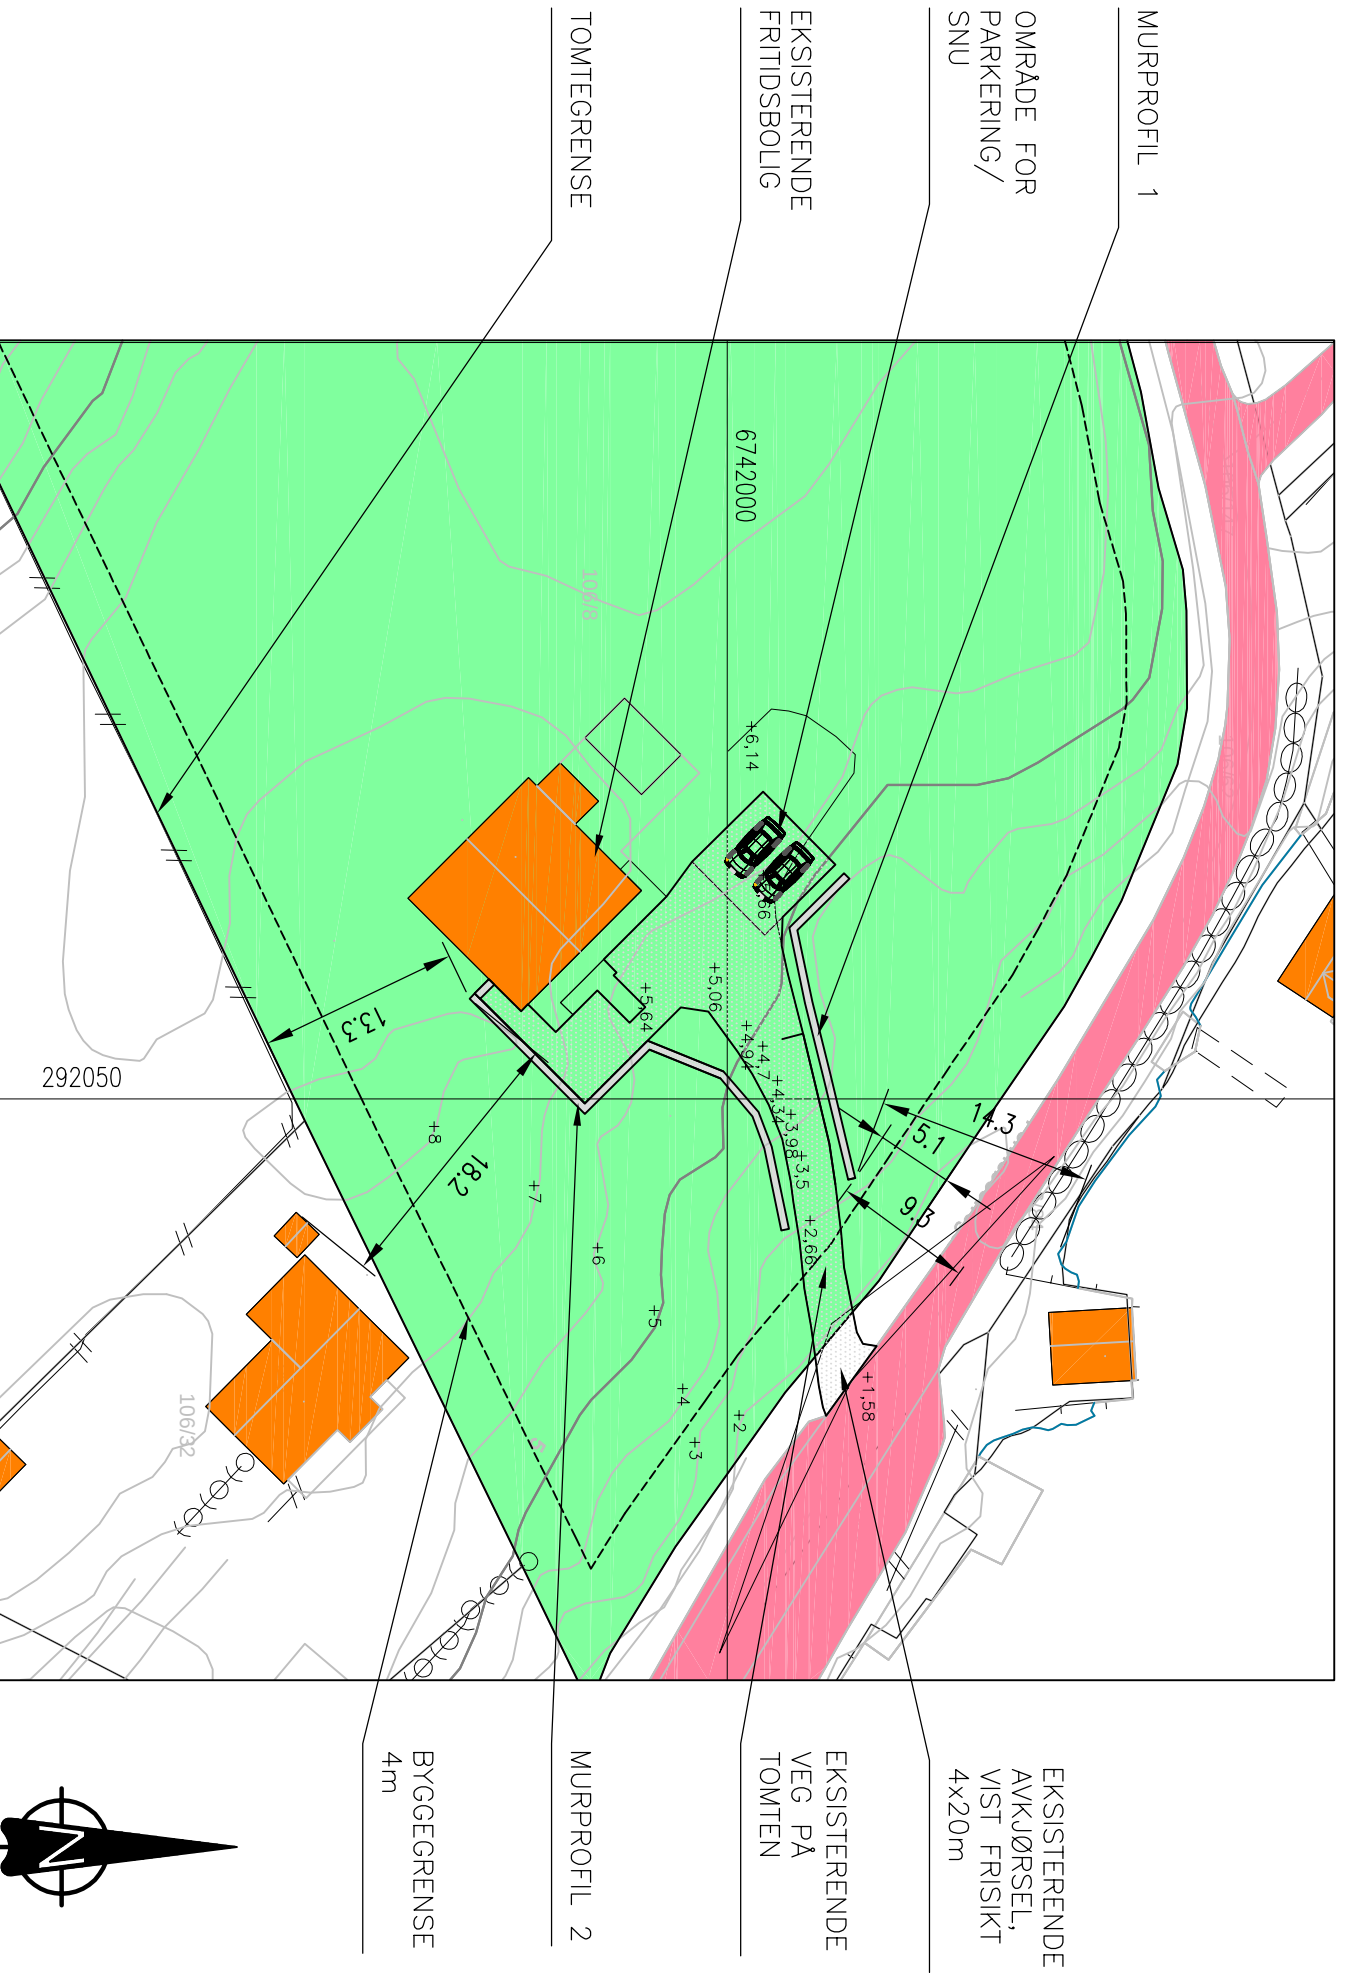 MURPROFIL 1
OMRÅDE FOR
PARKERING/
SNU
EKSISTERENDE
FRITIDSBOLIG
TOMTEGRENSE
EKSISTERENDE
AVKJØRSEL,
VIST FRISIKT
4x20m
EKSISTERENDE
VEG PÅ
TOMTEN
MURPROFIL 2
BYGGEGRENSE
4m
N
6742000
292050
106/8
106/32
+6,14
+5,06
+5,64
+4,94
+4,7
+4,34
+3,98
+3,5
+2,66
+1,58
14.3
5.1
9.3
13.3
18.2
+8
+7
+6
+5
+4
+3
+2
5